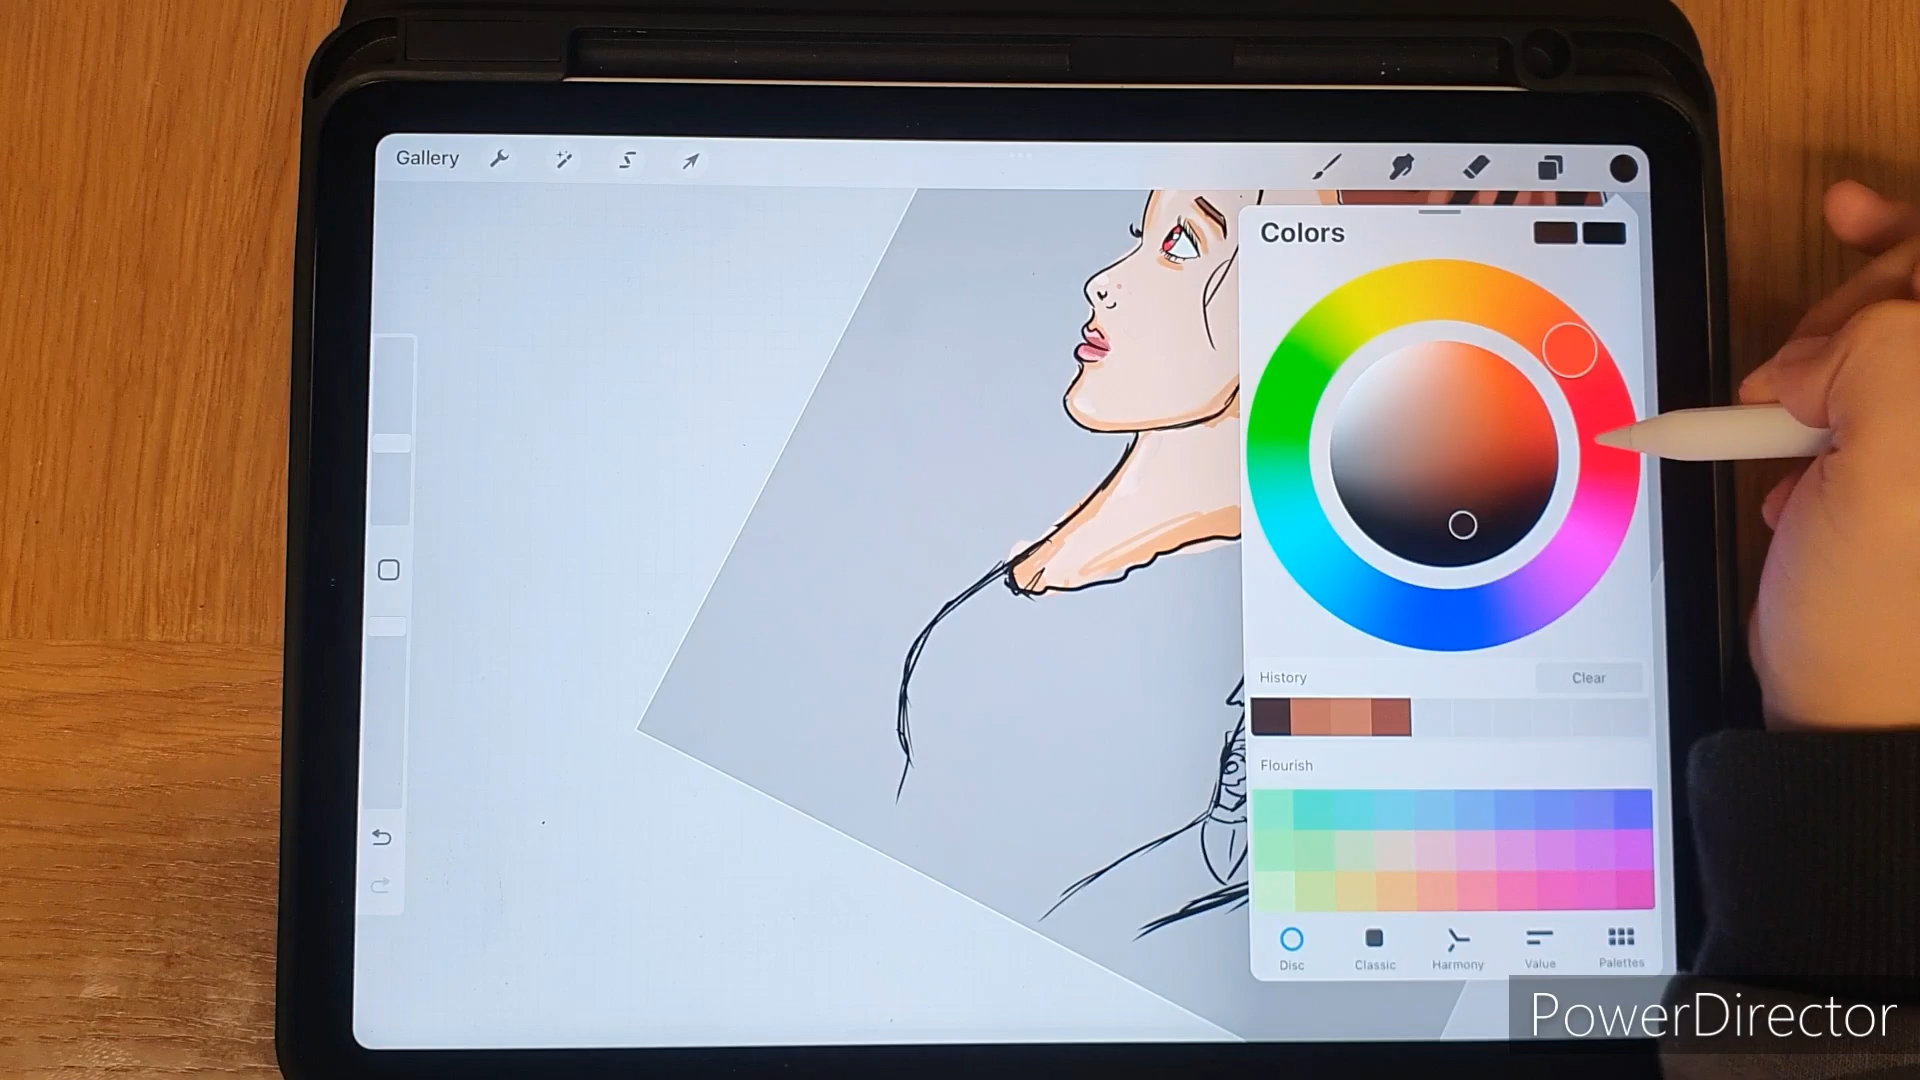 Gallery
Colors
History
Clear
Flourish
Disc
Classic
Harmony
Value
Palettes
PowerDirector